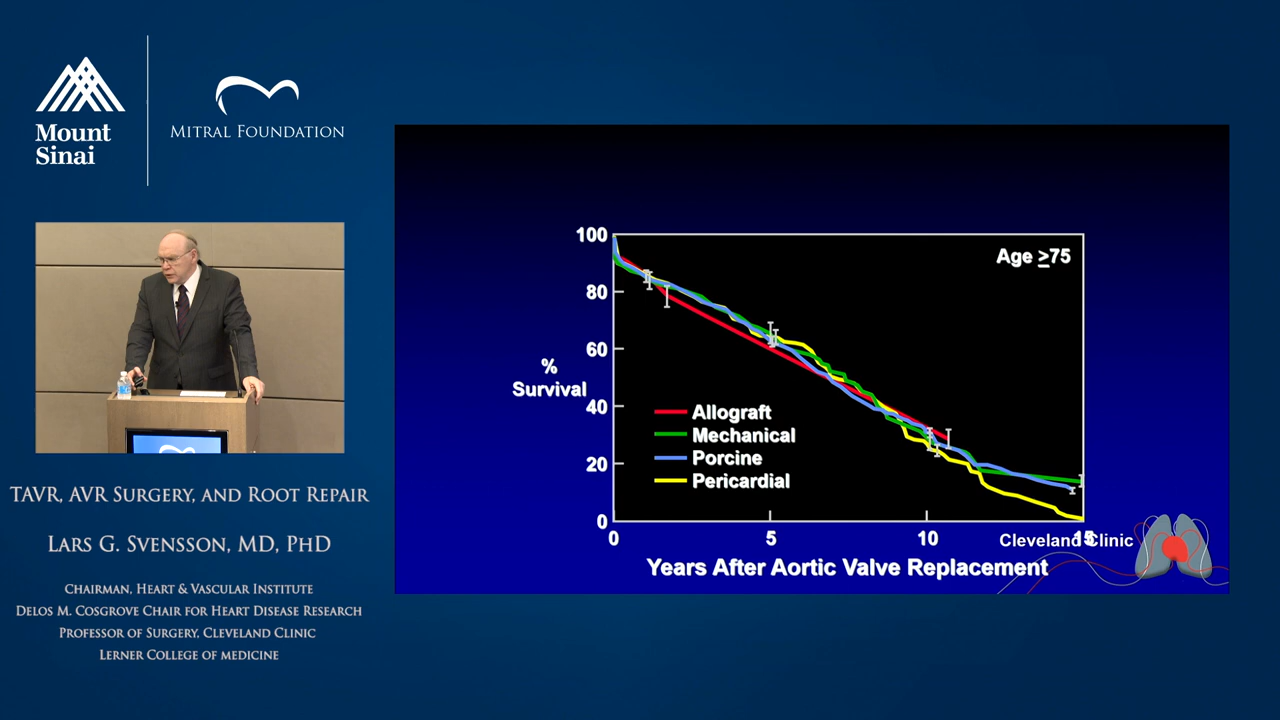 Mount
Sinai
MITRAL FOUNDATION
TAVR, AVR SURGERY, AND ROOT REPAIR
LARS G. SVENSSON, MD, PHD
CHAIRMAN, HEART & VASCULAR INSTITUTE
DELOS M. COSGROVE CHAIR FOR HEART DISEASE RESEARCH
PROFESSOR OF SURGERY, CLEVELAND CLINIC
LERNER COLLEGE OF MEDICINE
Age ≥75
100
80
60
40
20
0
%
Survival
Allograft
Mechanical
Porcine
Pericardial
0 5 10 15
Years After Aortic Valve Replacement
Cleveland Clinic